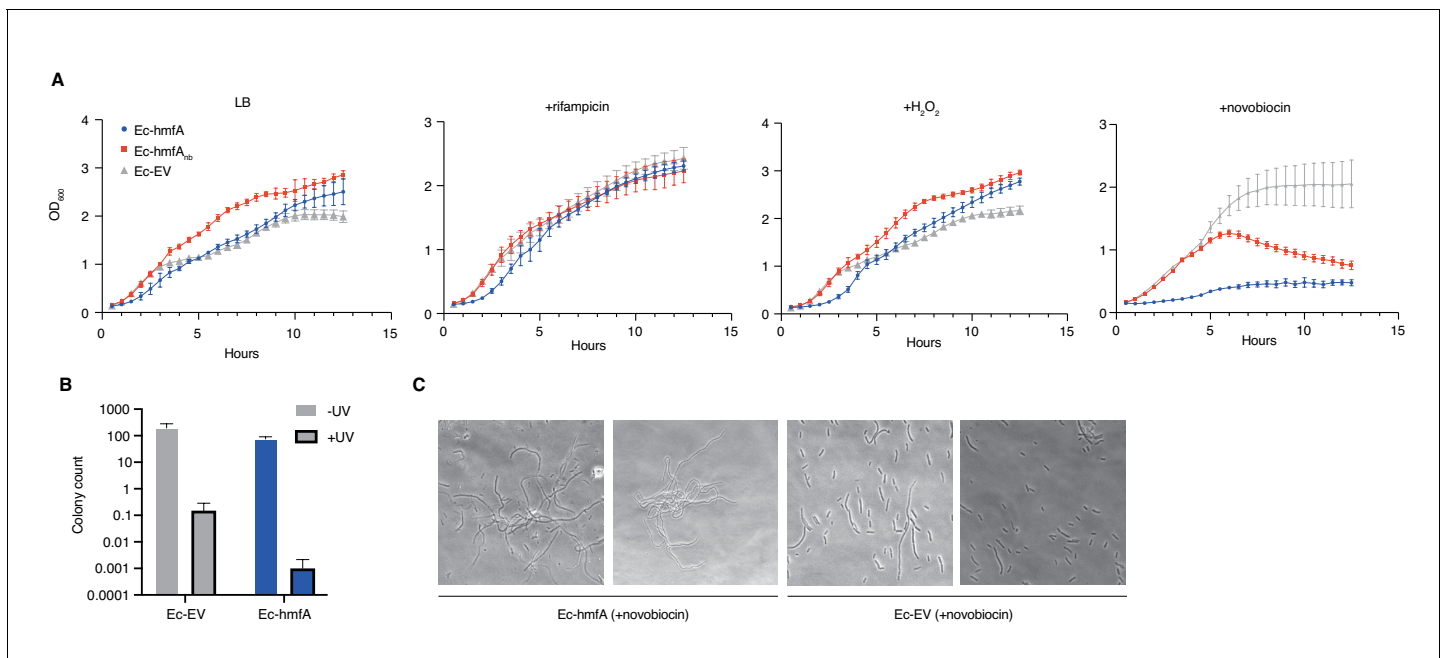 A
LB
+rifampicin
+H₂O₂
+novobiocin
Ec-hmfA
Ec-hmfAnb
Ec-EV
OD₆₀₀
4
3
2
1
0
0 5 10 15
Hours
3
2
1
0
0 5 10 15
Hours
4
3
2
1
0
0 5 10 15
Hours
3
2
1
0
0 5 10 15
Hours
B
Colony count
1000
100
10
1
0.1
0.01
0.001
0.0001
-UV
+UV
Ec-EV Ec-hmfA
C
Ec-hmfA (+novobiocin)
Ec-EV (+novobiocin)